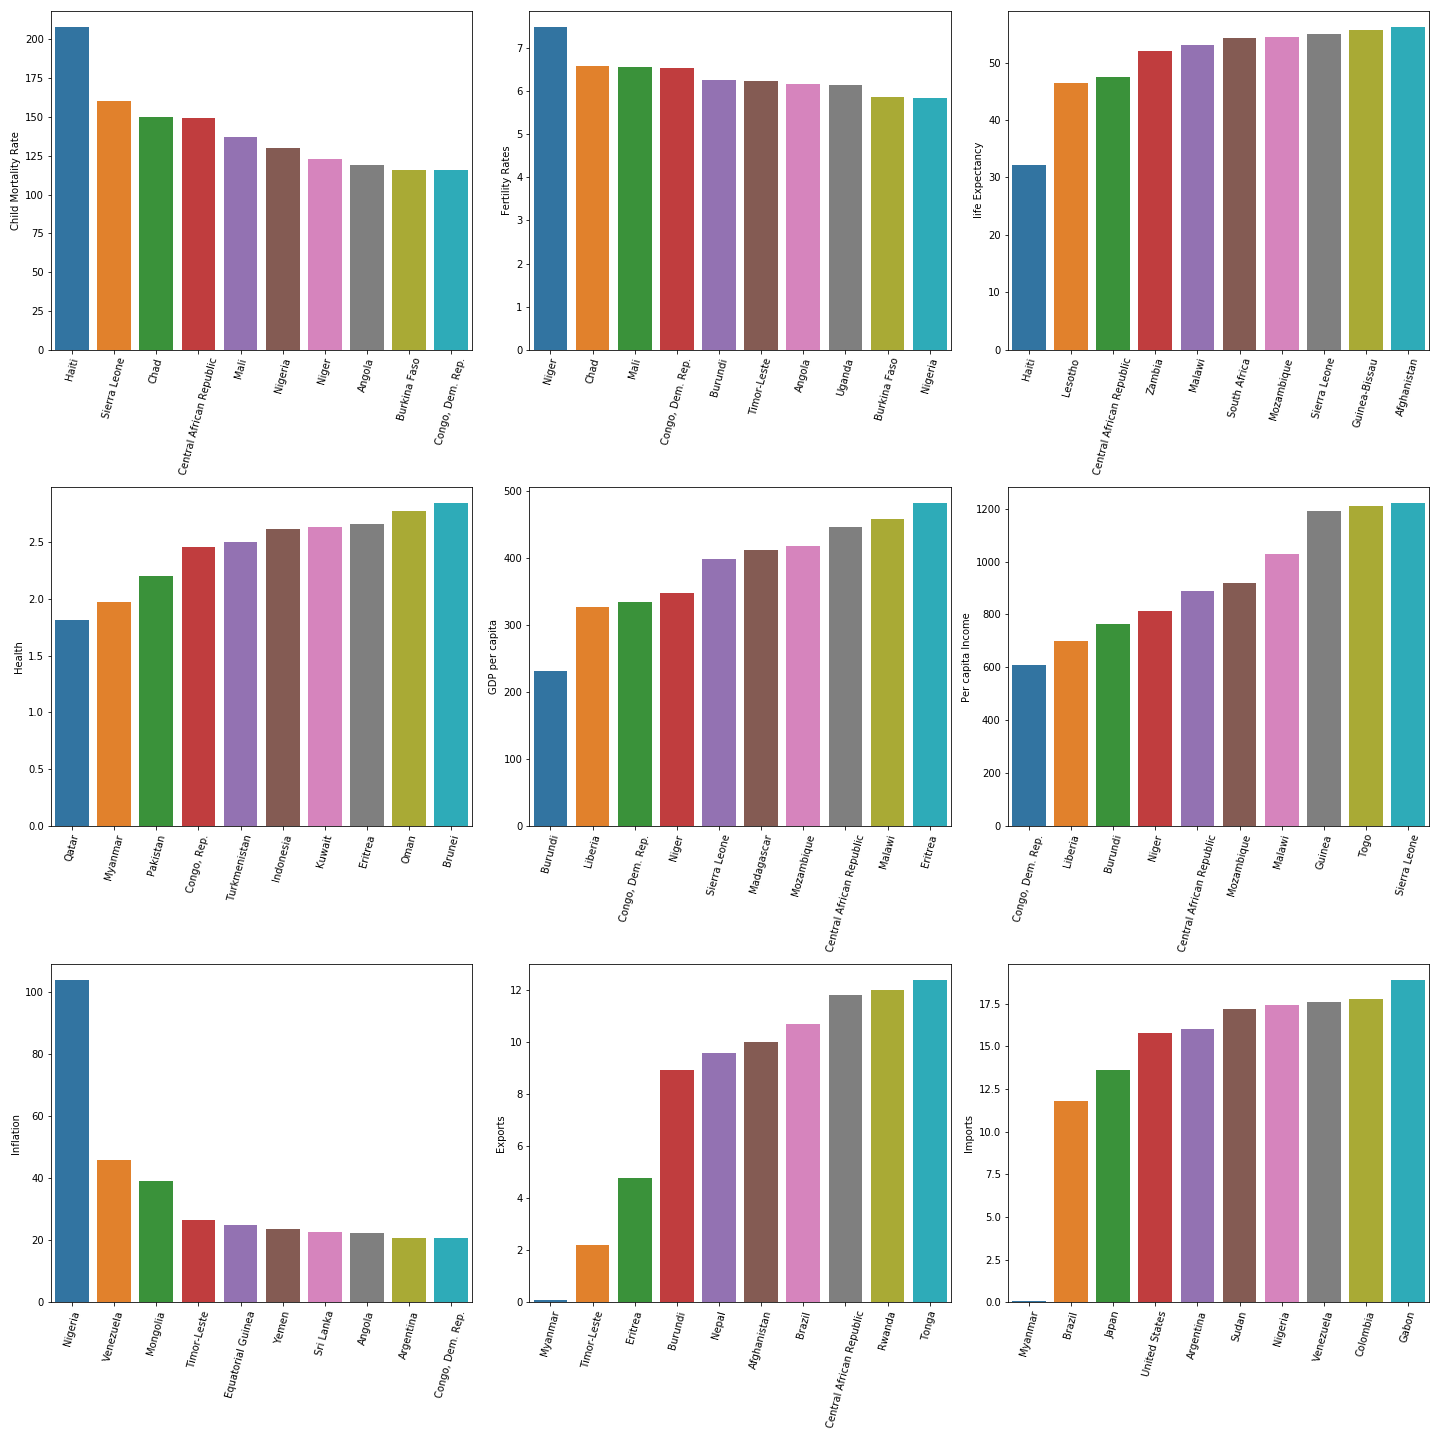 Child Mortality Rate
200
175
150
125
100
75
50
25
0
Haiti
Sierra Leone
Chad
Central African Republic
Mali
Nigeria
Niger
Angola
Burkina Faso
Congo, Dem. Rep.
Fertility Rates
7
6
5
4
3
2
1
0
Niger
Chad
Mali
Congo, Dem. Rep.
Burundi
Timor-Leste
Angola
Uganda
Burkina Faso
Nigeria
life Expectancy
50
40
30
20
10
0
Haiti
Lesotho
Central African Republic
Zambia
Malawi
South Africa
Mozambique
Sierra Leone
Guinea-Bissau
Afghanistan
Health
2.5
2.0
1.5
1.0
0.5
0.0
Qatar
Myanmar
Pakistan
Congo, Rep.
Turkmenistan
Indonesia
Kuwait
Eritrea
Oman
Brunei
GDP per capita
500
400
300
200
100
0
Burundi
Liberia
Congo, Dem. Rep.
Niger
Sierra Leone
Madagascar
Mozambique
Central African Republic
Malawi
Eritrea
Per capita Income
1200
1000
800
600
400
200
0
Congo, Dem. Rep.
Liberia
Burundi
Niger
Central African Republic
Mozambique
Malawi
Guinea
Togo
Sierra Leone
Inflation
100
80
60
40
20
0
Nigeria
Venezuela
Mongolia
Timor-Leste
Equatorial Guinea
Yemen
Sri Lanka
Angola
Argentina
Congo, Dem. Rep.
Exports
12
10
8
6
4
2
0
Myanmar
Timor-Leste
Eritrea
Burundi
Nepal
Afghanistan
Brazil
Central African Republic
Rwanda
Tonga
Imports
17.5
15.0
12.5
10.0
7.5
5.0
2.5
0.0
Myanmar
Brazil
Japan
United States
Argentina
Sudan
Nigeria
Venezuela
Colombia
Gabon